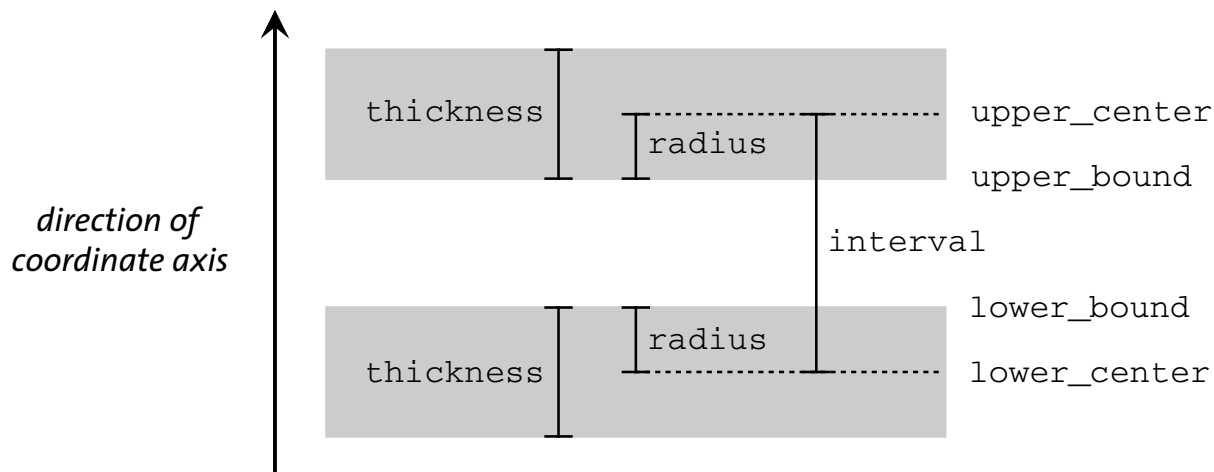 thickness
upper_center
radius
upper_bound
direction of
coordinate axis
interval
lower_bound
radius
thickness
lower_center